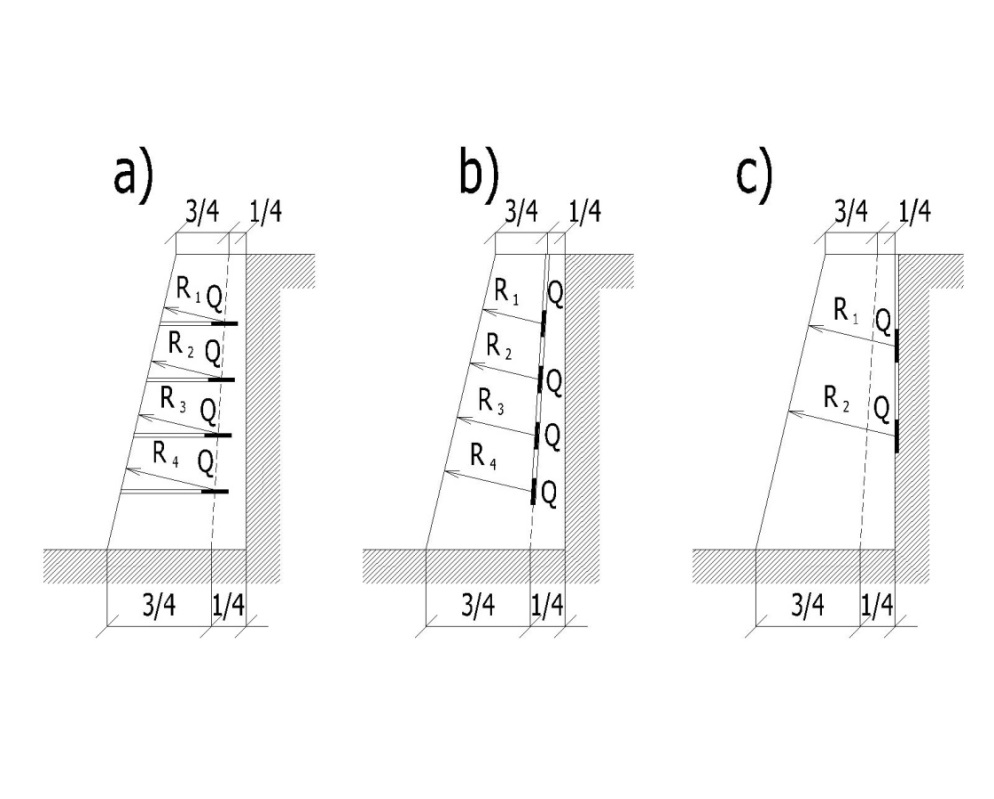 a)
3/4 1/4
R1 Q
R2 Q
R3 Q
R4 Q
3/4 1/4
b)
3/4 1/4
R1 Q
R2 Q
R3 Q
R4 Q
3/4 1/4
c)
3/4 1/4
R1 Q
R2 Q
3/4 1/4